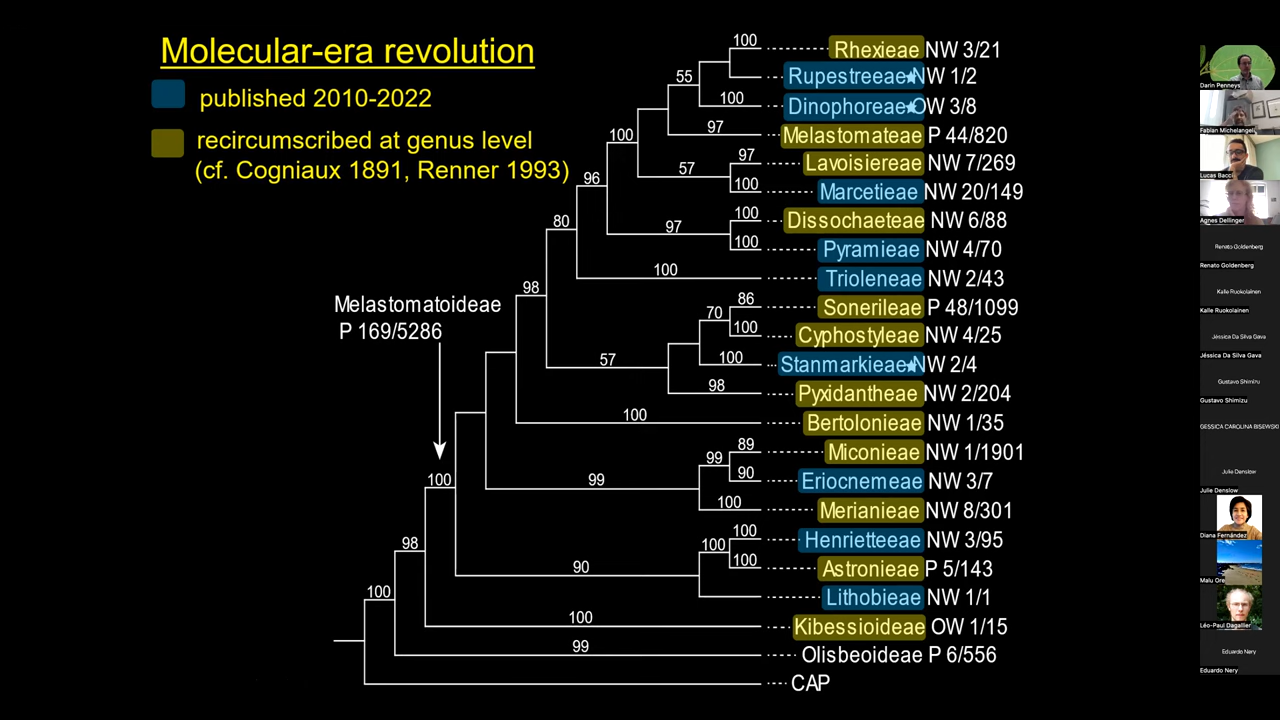 Molecular-era revolution
published 2010-2022
recircumscribed at genus level
(cf. Cogniaux 1891, Renner 1993)
Melastomatoideae
P 169/5286
100
Rhexieae NW 3/21
55
Rupestreeae NW 1/2
100
Dinophoreae OW 3/8
97
Melastomateae P 44/820
100
97
Lavoisiereae NW 7/269
57
100
Marcetieae NW 20/149
96
100
Dissochaeteae NW 6/88
97
100
Pyramieae NW 4/70
80
100
Trioleneae NW 2/43
98
86
Sonerileae P 48/1099
70
100
Cyphostyleae NW 4/25
57
100
Stanmarkieae NW 2/4
98
Pyxidantheae NW 2/204
100
Bertolonieae NW 1/35
89
Miconieae NW 1/1901
99
90
Eriocnemeae NW 3/7
99
100
Merianieae NW 8/301
100
100
Henrietteeae NW 3/95
100
100
Astronieae P 5/143
90
Lithobieae NW 1/1
98
100
Kibessioideae OW 1/15
100
99
Olisbeoideae P 6/556
CAP
Darin Penneys
Fabian Michelangeli
Lucas Bacci
Agnes Dellinger
Renato Goldenberg
Renato Goldenberg
Kalle Ruokolainen
Kalle Ruokolainen
Jéssica Da Silva Gava
Jéssica Da Silva Gava
Gustavo Shimizu
Gustavo Shimizu
GESSICA CAROLINA BISEWSKI
Julie Denslow
Julie Denslow
Diana Fernández
Malu Ore
Léo-Paul Dagallier
Eduardo Nery
Eduardo Nery